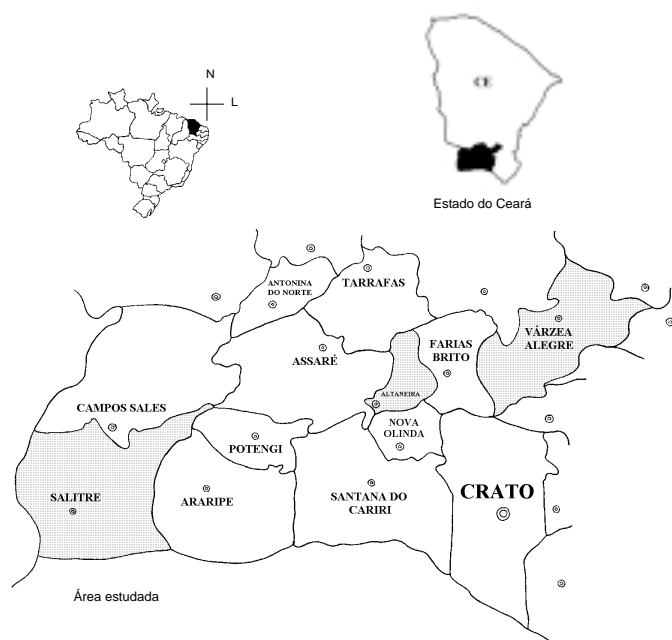 N
L
CE
Estado do Ceará
ANTONINA
DO NORTE
TARRAFAS
VÁRZEA
ALEGRE
FARIAS
BRITO
ASSARÉ
ALTANEIRA
CAMPOS SALES
NOVA
OLINDA
POTENGI
SALITRE
ARARIPE
SANTANA DO
CARIRI
CRATO
Área estudada